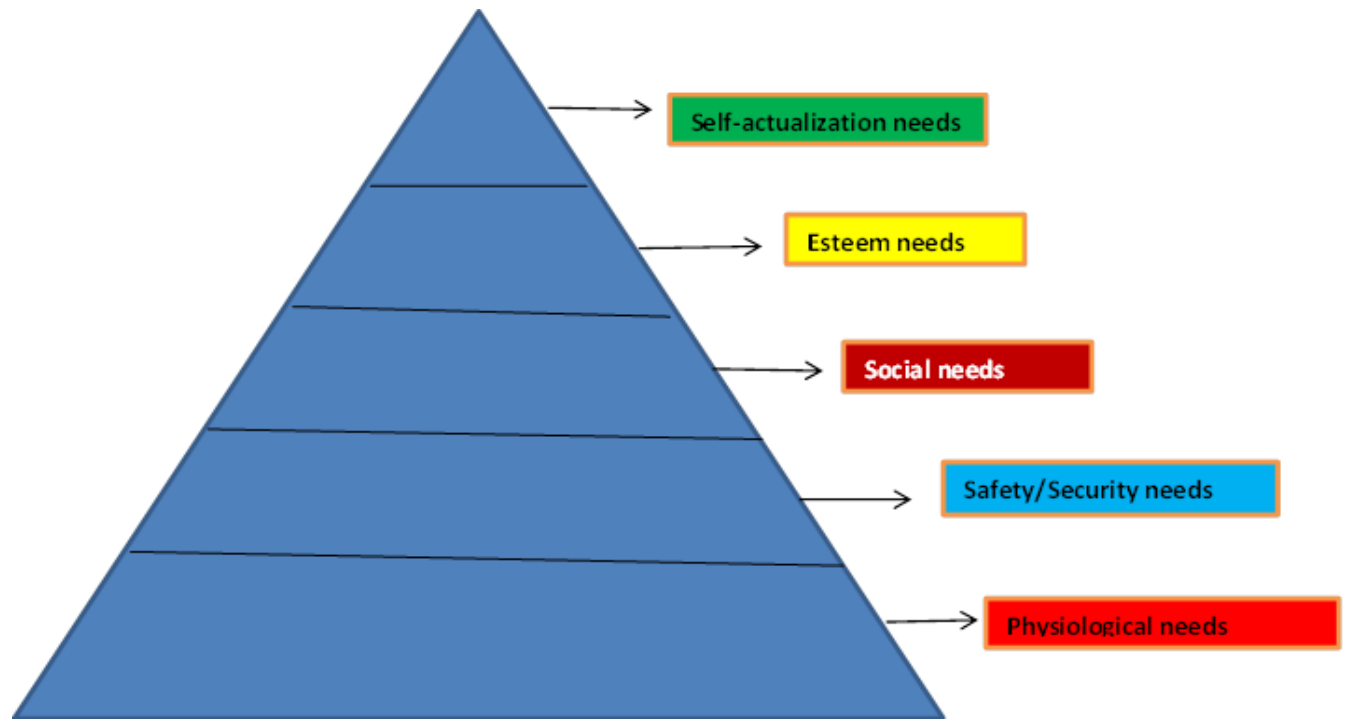 Self-actualization needs
Esteem needs
Social needs
Safety/Security needs
Physiological needs